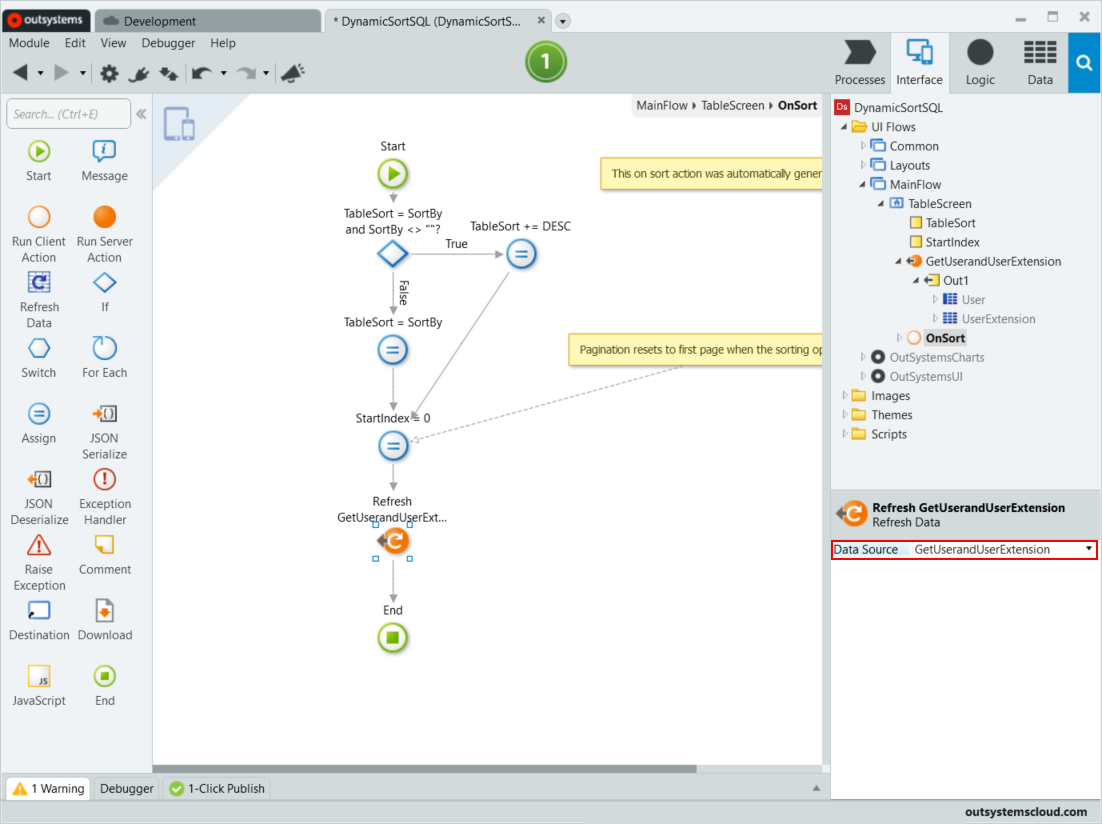 outsystems
Development
* DynamicSortSQL (DynamicSortS...
Module Edit View Debugger Help
1
Processes
Interface
Logic
Data
Search... (Ctrl+E)
Start
Message
Run Client
Action
Run Server
Action
Refresh
Data
If
Switch
For Each
Assign
JSON
Serialize
JSON
Deserialize
Exception
Handler
Raise
Exception
Comment
Destination
Download
JS
JavaScript
End
MainFlow TableScreen OnSort
Start
This on sort action was automatically gener
TableSort = SortBy
and SortBy <> ""?
True
TableSort += DESC
False
TableSort = SortBy
Pagination resets to first page when the sorting op
StartIndex = 0
Refresh
GetUserandUserExt...
End
Ds DynamicSortSQL
UI Flows
Common
Layouts
MainFlow
TableScreen
TableSort
StartIndex
GetUserandUserExtension
Out1
User
UserExtension
OnSort
OutSystemsCharts
OutSystemsUI
Images
Themes
Scripts
Refresh GetUserandUserExtension
Refresh Data
Data Source GetUserandUserExtension
1 Warning Debugger 1-Click Publish
outsystemscloud.com